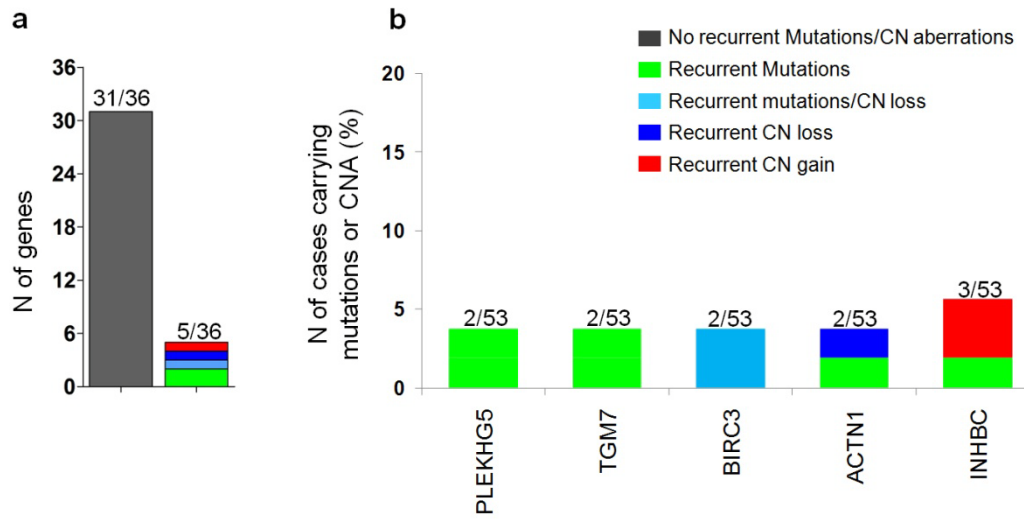 a
N of genes
36
30
24
18
12
6
0
31/36
5/36
b
No recurrent Mutations/CN aberrations
Recurrent Mutations
Recurrent mutations/CN loss
Recurrent CN loss
Recurrent CN gain
N of cases carrying
mutations or CNA (%)
20
15
10
5
0
2/53
2/53
2/53
2/53
3/53
PLEKHG5
TGM7
BIRC3
ACTN1
INHBC